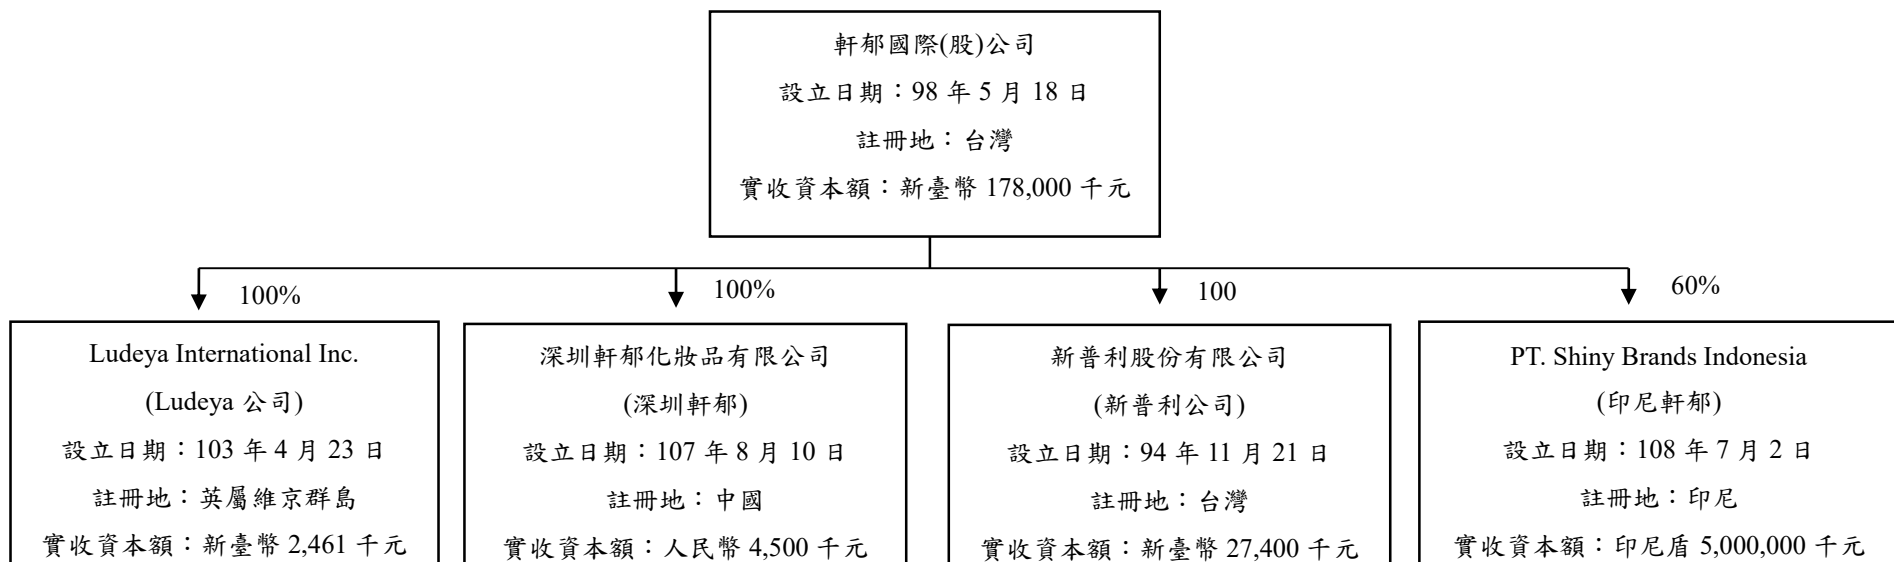 軒郁國際(股)公司
設立日期：98 年 5 月 18 日
註冊地：台灣
實收資本額：新臺幣 178,000 千元
100%
100%
100
60%
Ludeya International Inc.
(Ludeya 公司)
設立日期：103 年 4 月 23 日
註冊地：英屬維京群島
實收資本額：新臺幣 2,461 千元
深圳軒郁化妝品有限公司
(深圳軒郁)
設立日期：107 年 8 月 10 日
註冊地：中國
實收資本額：人民幣 4,500 千元
新普利股份有限公司
(新普利公司)
設立日期：94 年 11 月 21 日
註冊地：台灣
實收資本額：新臺幣 27,400 千元
PT. Shiny Brands Indonesia
(印尼軒郁)
設立日期：108 年 7 月 2 日
註冊地：印尼
實收資本額：印尼盾 5,000,000 千元